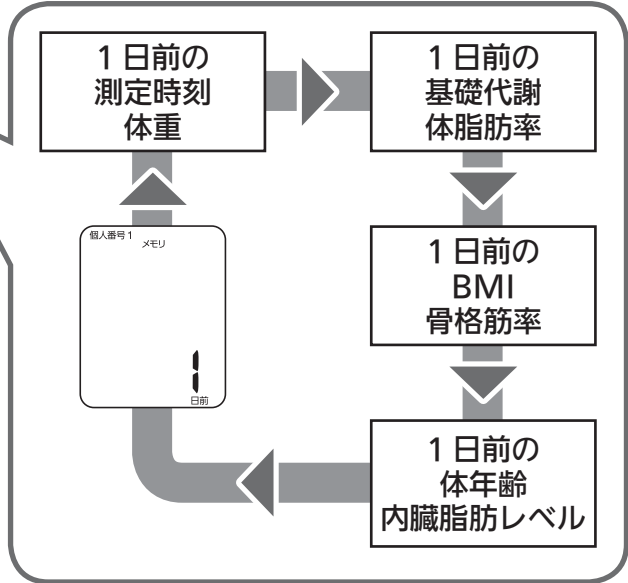 1日前の
測定時刻
体重
1日前の
基礎代謝
体脂肪率
1日前の
BMI
骨格筋率
1日前の
体年齢
内臓脂肪レベル
個人番号1
メモリ
1
日前